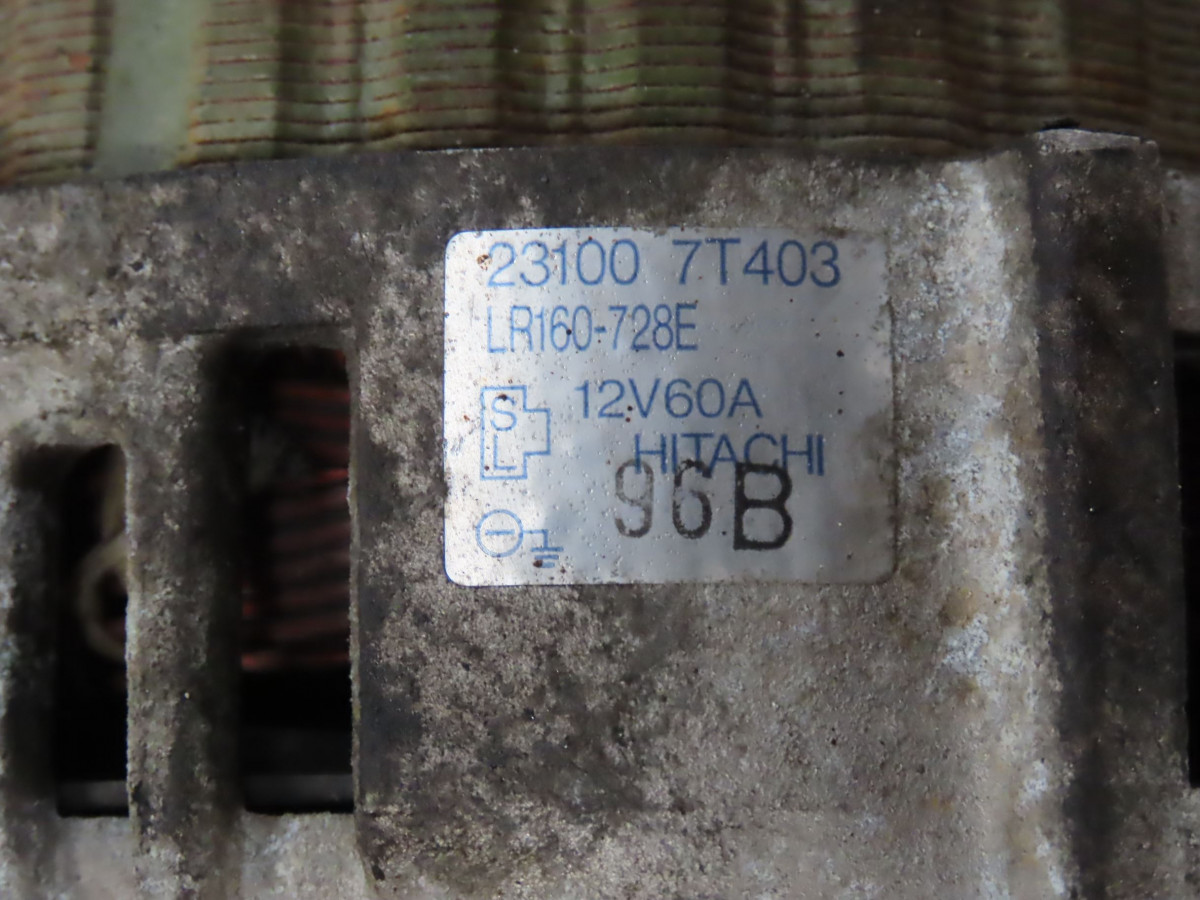 23100 7T403
LR160-728E
S 12V60A
L HITACHI
96B